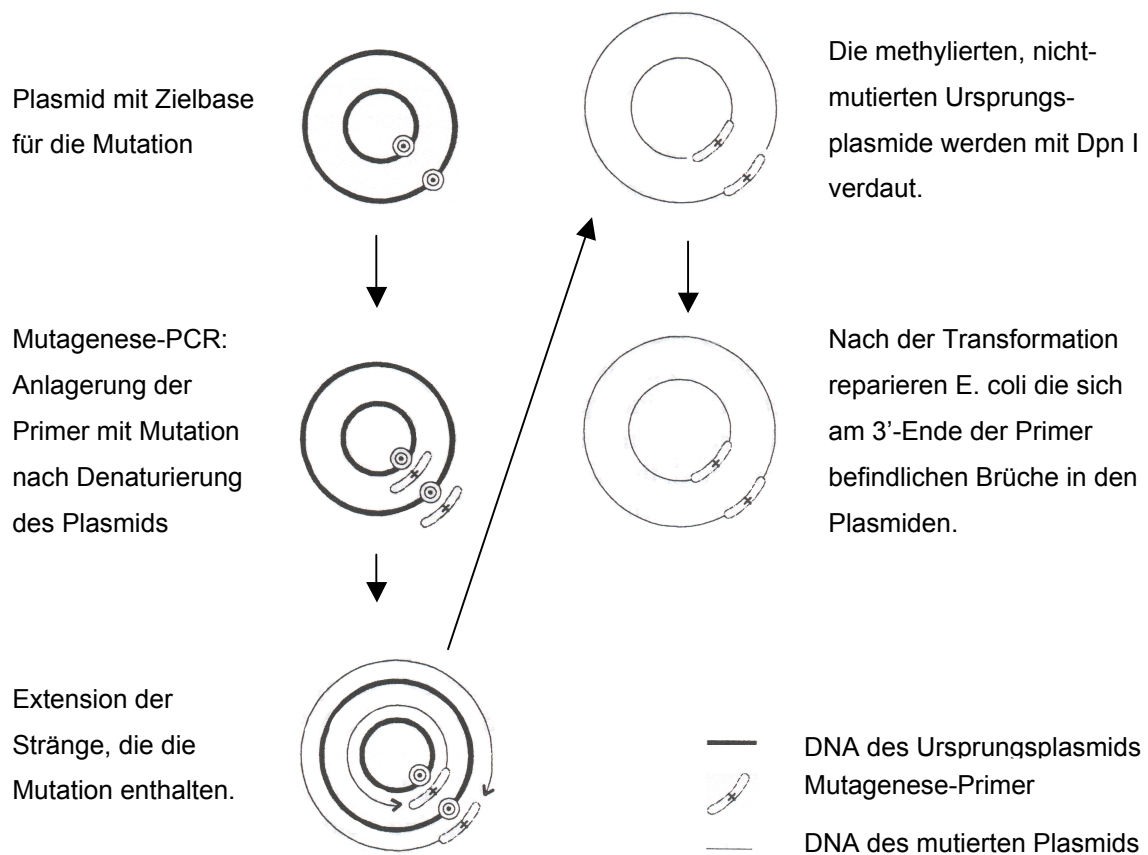 Plasmid mit Zielbase
für die Mutation
Mutagenese-PCR:
Anlagerung der
Primer mit Mutation
nach Denaturierung
des Plasmids
Extension der
Stränge, die die
Mutation enthalten.
Die methylierten, nicht-
mutierten Ursprungs-
plasmide werden mit Dpn I
verdaut.
Nach der Transformation
reparieren E. coli die sich
am 3'-Ende der Primer
befindlichen Brüche in den
Plasmiden.
DNA des Ursprungsplasmids
Mutagenese-Primer
DNA des mutierten Plasmids